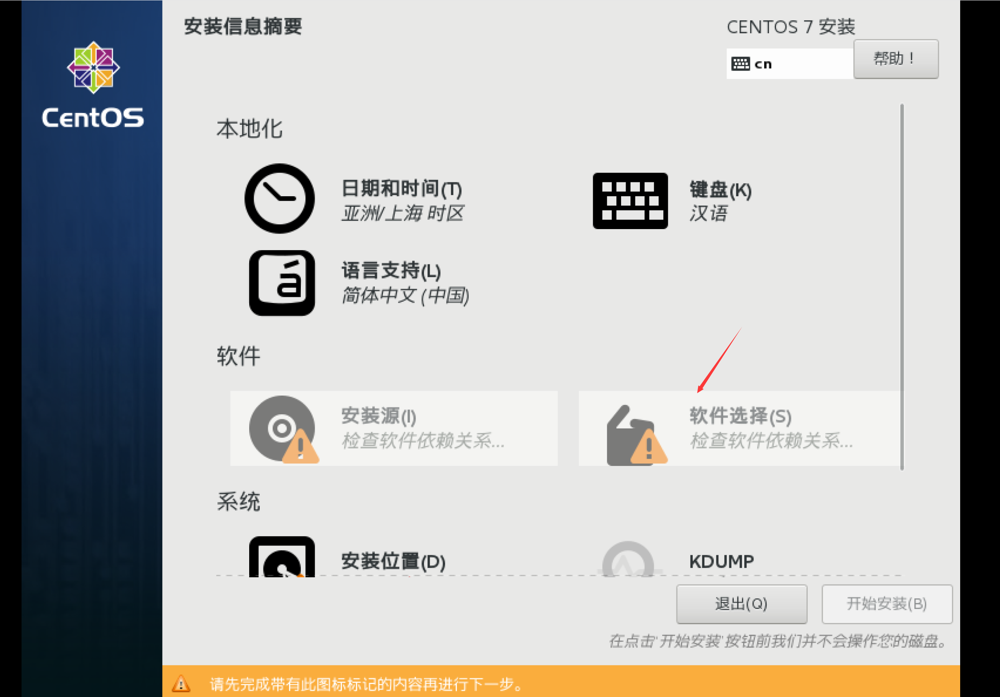 安装信息摘要
CENTOS 7 安装
cn
帮助！
CentOS
本地化
日期和时间(T)
亚洲/上海 时区
键盘(K)
汉语
语言支持(L)
简体中文 (中国)
软件
安装源(I)
检查软件依赖关系...
软件选择(S)
检查软件依赖关系...
系统
安装位置(D)
KDUMP
退出(Q)
开始安装(B)
在点击'开始安装'按钮前我们并不会操作您的磁盘。
请先完成带有此图标标记的内容再进行下一步。